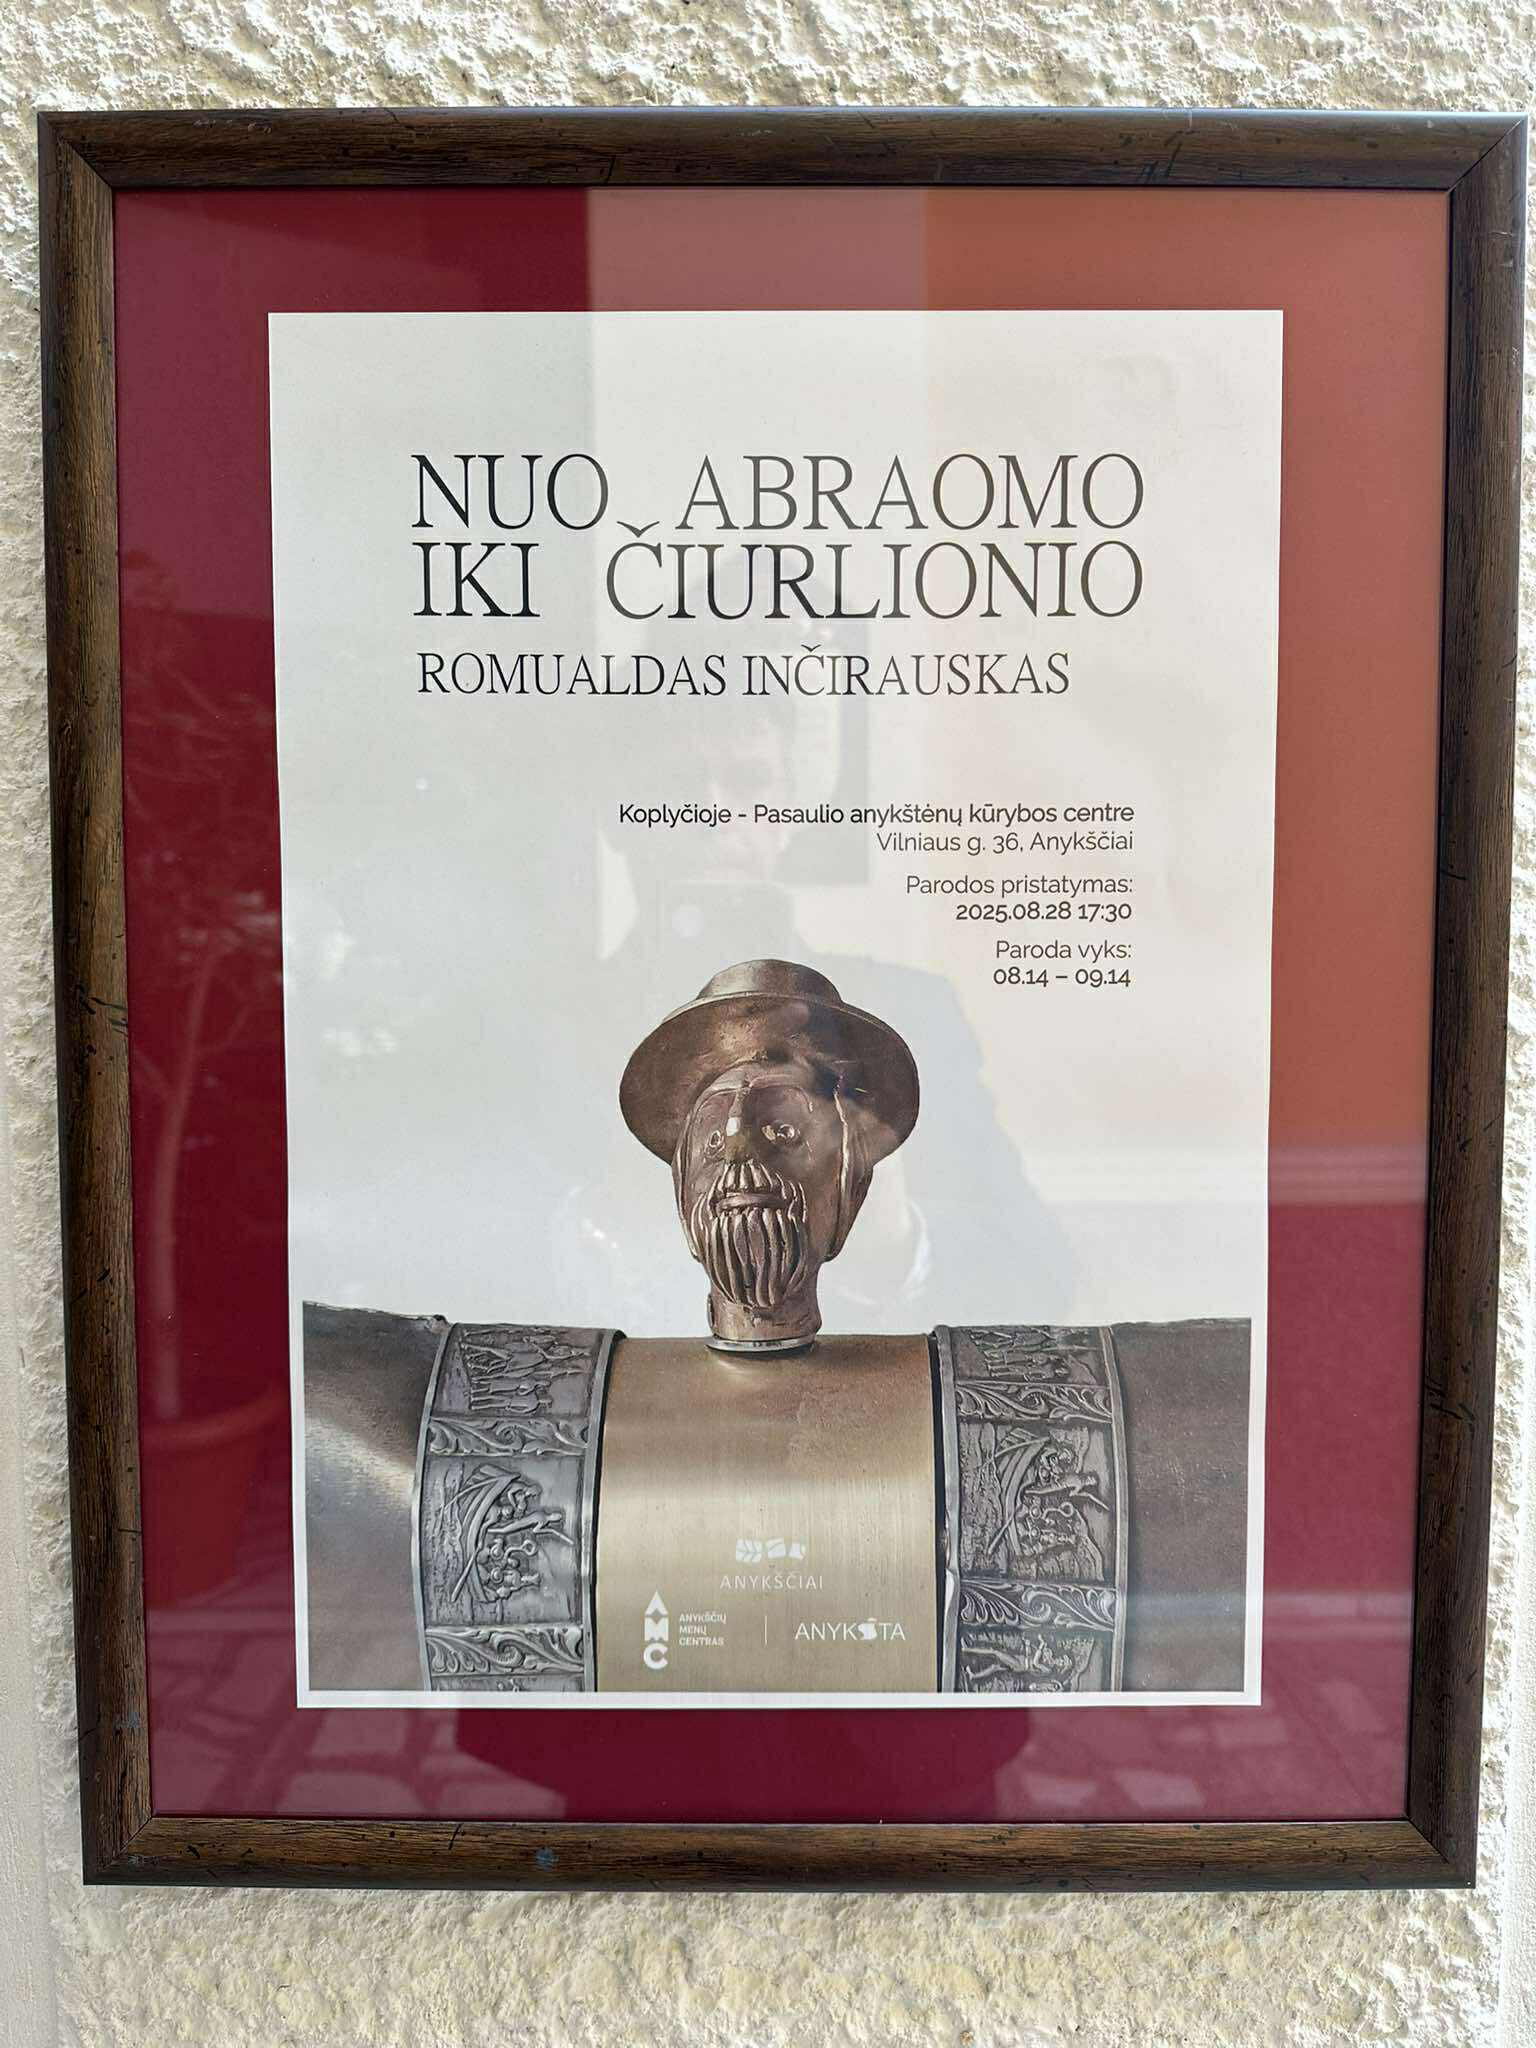 NUO ABRAOMO
IKI ČIURLIONIO
ROMUALDAS INČIRAUSKAS
Koplyčioje - Pasaulio anykštėnų kūrybos centre
Vilniaus g. 36, Anykščiai
Parodos pristatymas:
2025.08.28 17:30
Paroda vyks:
08.14 – 09.14
ANYKŠČIAI
AMC
ANYKŠČIŲ
MENŲ
CENTRAS
ANYKŠTA